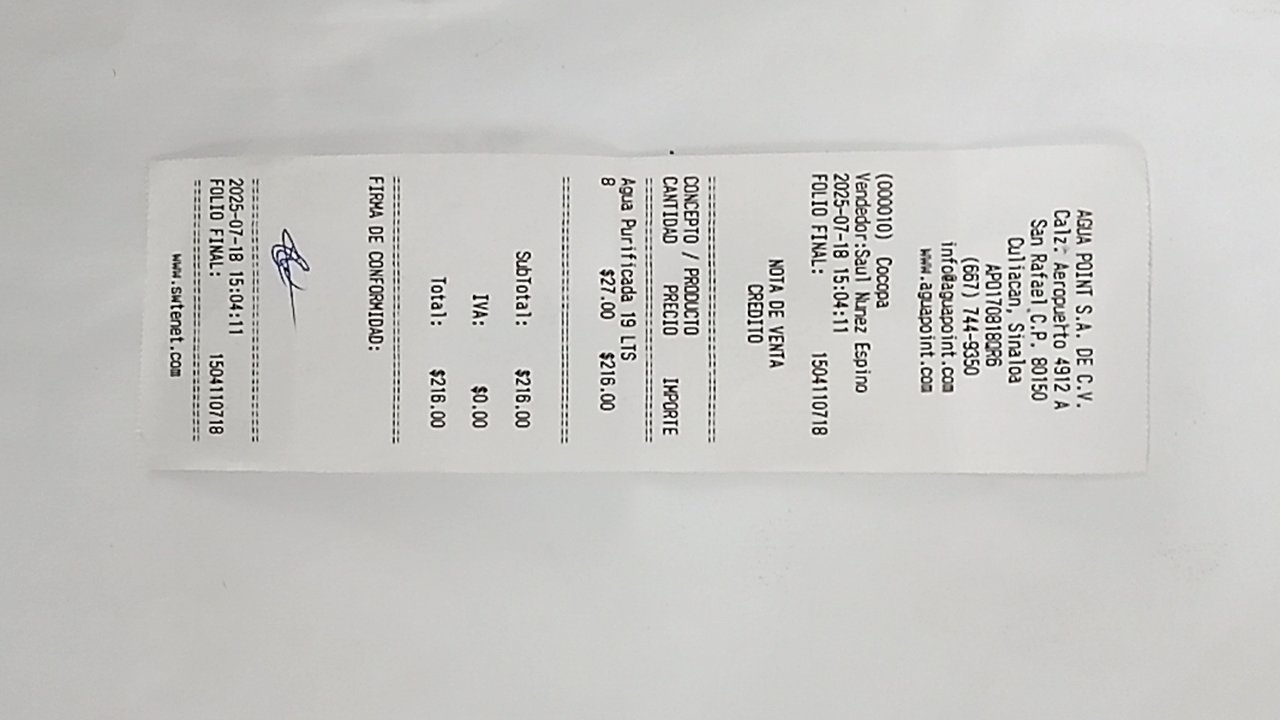 AGUA POINT S.A. DE C.V.
Calz. Aeropuerto 4912 A
San Rafael C.P. 80150
Culiacan, Sinaloa
APO170818QR6
(667) 744-9350
info@aguapoint.com
www.aguapoint.com
(000010) Cocopa
Vendedor:Saul Nunez Espino
2025-07-18 15:04:11
FOLIO FINAL: 1504110718
NOTA DE VENTA
CREDITO
CONCEPTO / PRODUCTO
CANTIDAD PRECIO IMPORTE
Agua Purificada 19 LTS
8 $27.00 $216.00
SubTotal: $216.00
IVA: $0.00
Total: $216.00
FIRMA DE CONFORMIDAD:
2025-07-18 15:04:11
FOLIO FINAL: 1504110718
www.swtenet.com